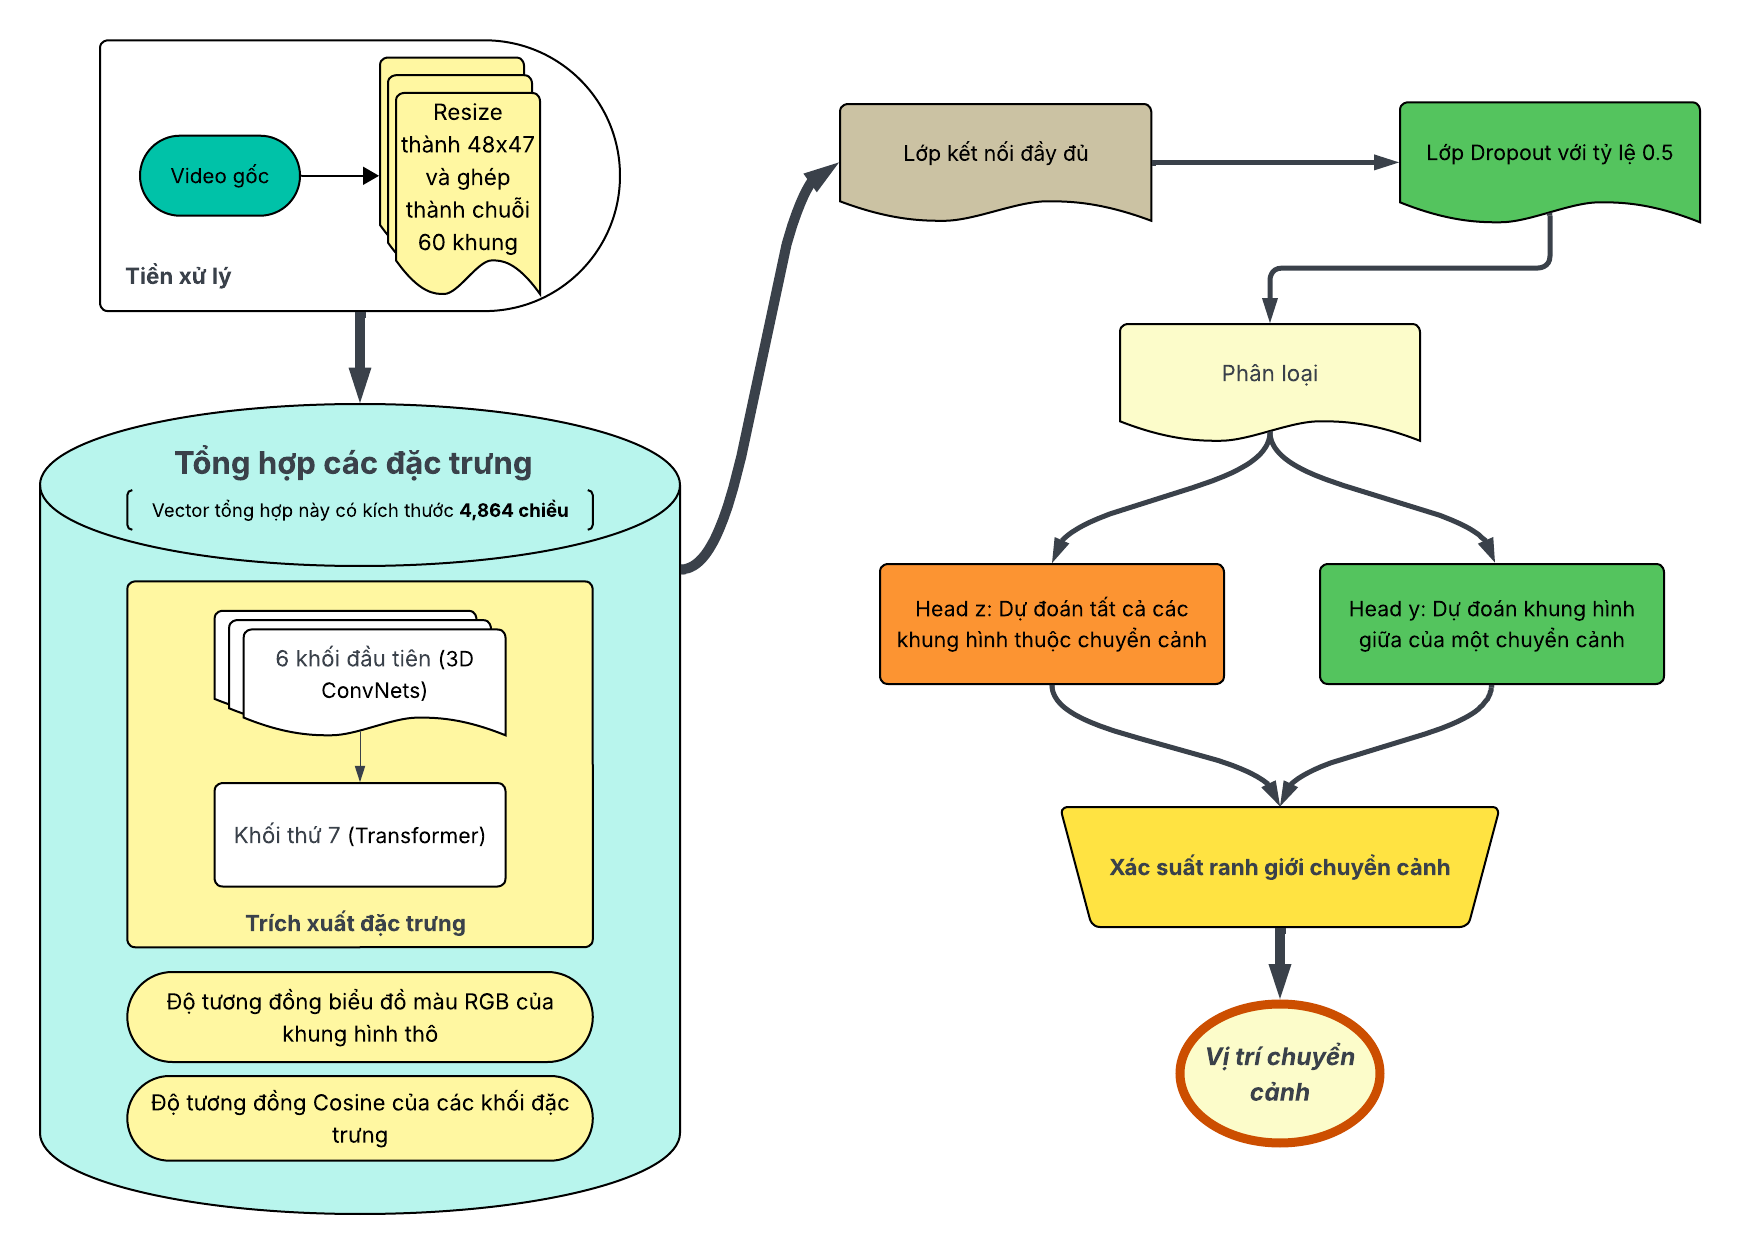 Video gốc
Resize
thành 48x47
và ghép
thành chuỗi
60 khung
Tiền xử lý
Tổng hợp các đặc trưng
Vector tổng hợp này có kích thước 4,864 chiều
6 khối đầu tiên (3D
ConvNets)
Khối thứ 7 (Transformer)
Trích xuất đặc trưng
Độ tương đồng biểu đồ màu RGB của
khung hình thô
Độ tương đồng Cosine của các khối đặc
trưng
Lớp kết nối đầy đủ
Lớp Dropout với tỷ lệ 0.5
Phân loại
Head z: Dự đoán tất cả các
khung hình thuộc chuyển cảnh
Head y: Dự đoán khung hình
giữa của một chuyển cảnh
Xác suất ranh giới chuyển cảnh
Vị trí chuyển
cảnh